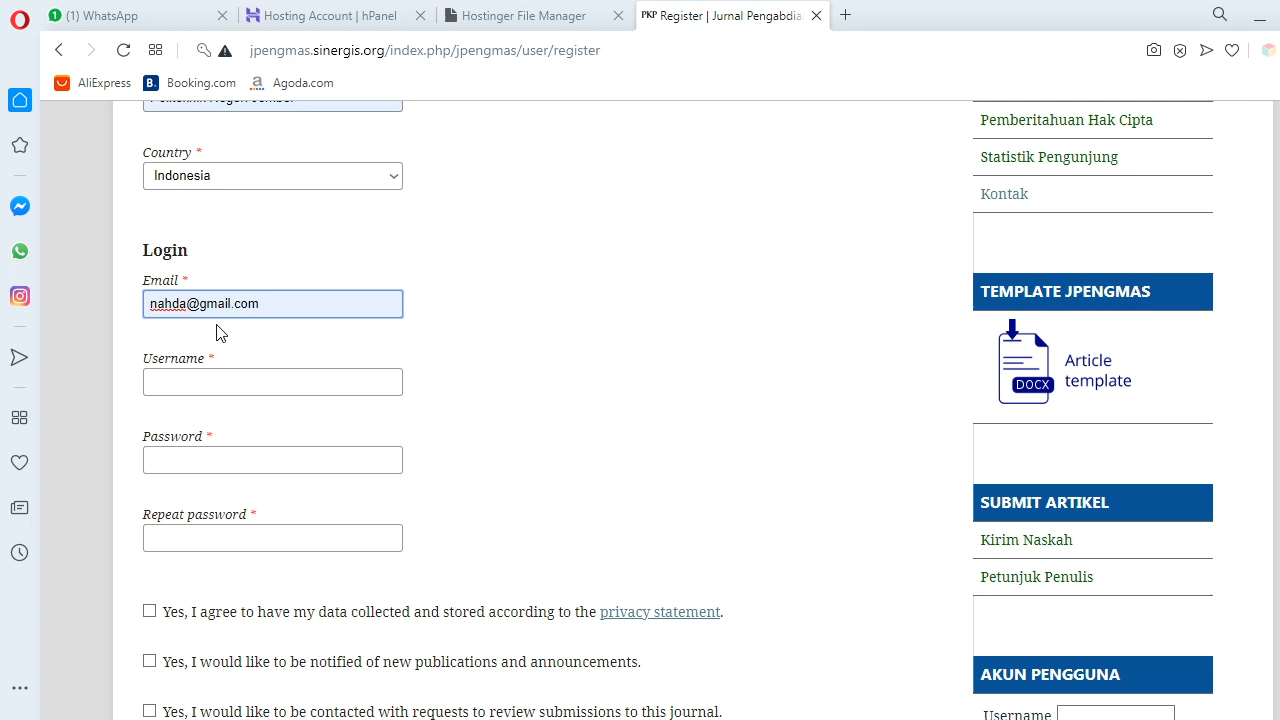 (1) WhatsApp
Hosting Account | hPanel
Hostinger File Manager
PKP Register | Jurnal Pengabdia
jpengmas.sinergis.org/index.php/jpengmas/user/register
AliExpress
B. Booking.com
a Agoda.com
Country *
Indonesia
Login
Email *
nahda@gmail.com
Username *
Password *
Repeat password *
Yes, I agree to have my data collected and stored according to the privacy statement.
Yes, I would like to be notified of new publications and announcements.
Yes, I would like to be contacted with requests to review submissions to this journal.
Pemberitahuan Hak Cipta
Statistik Pengunjung
Kontak
TEMPLATE JPENGMAS
DOCX
Article
template
SUBMIT ARTIKEL
Kirim Naskah
Petunjuk Penulis
AKUN PENGGUNA
Username